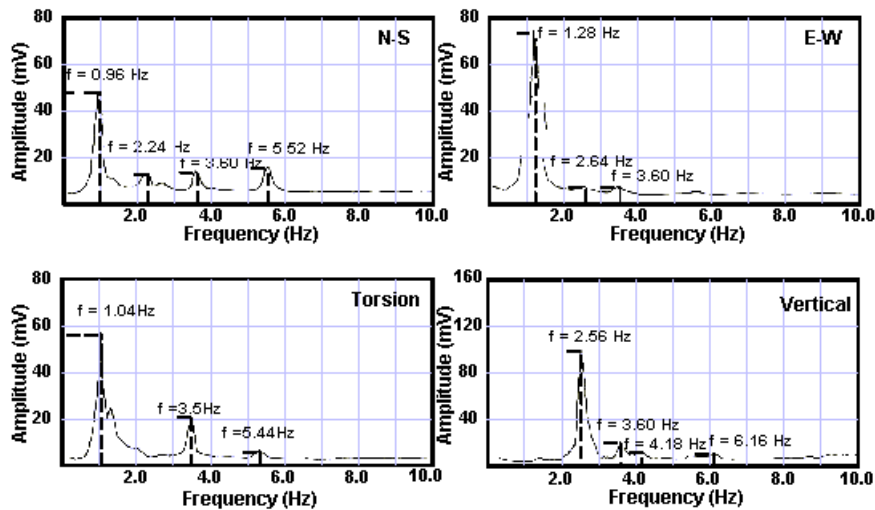 N-S
80
60
40
20
Amplitude (mV)
f = 0.96 Hz
f = 2.24 Hz
f = 3.60 Hz
f = 5.52 Hz
2.0 4.0 6.0 8.0 10.0
Frequency (Hz)
E-W
80
60
40
20
Amplitude (mV)
f = 1.28 Hz
f = 2.64 Hz
f = 3.60 Hz
2.0 4.0 6.0 8.0 10.0
Frequency (Hz)
Torsion
80
60
40
20
Amplitude (mV)
f = 1.04Hz
f =3.5Hz
f =5.44Hz
2.0 4.0 6.0 8.0 10.0
Frequency (Hz)
Vertical
160
120
80
40
Amplitude (mV)
f = 2.56 Hz
f = 3.60 Hz
f = 4.18 Hz
f = 6.16 Hz
2.0 4.0 6.0 8.0 10.0
Frequency (Hz)